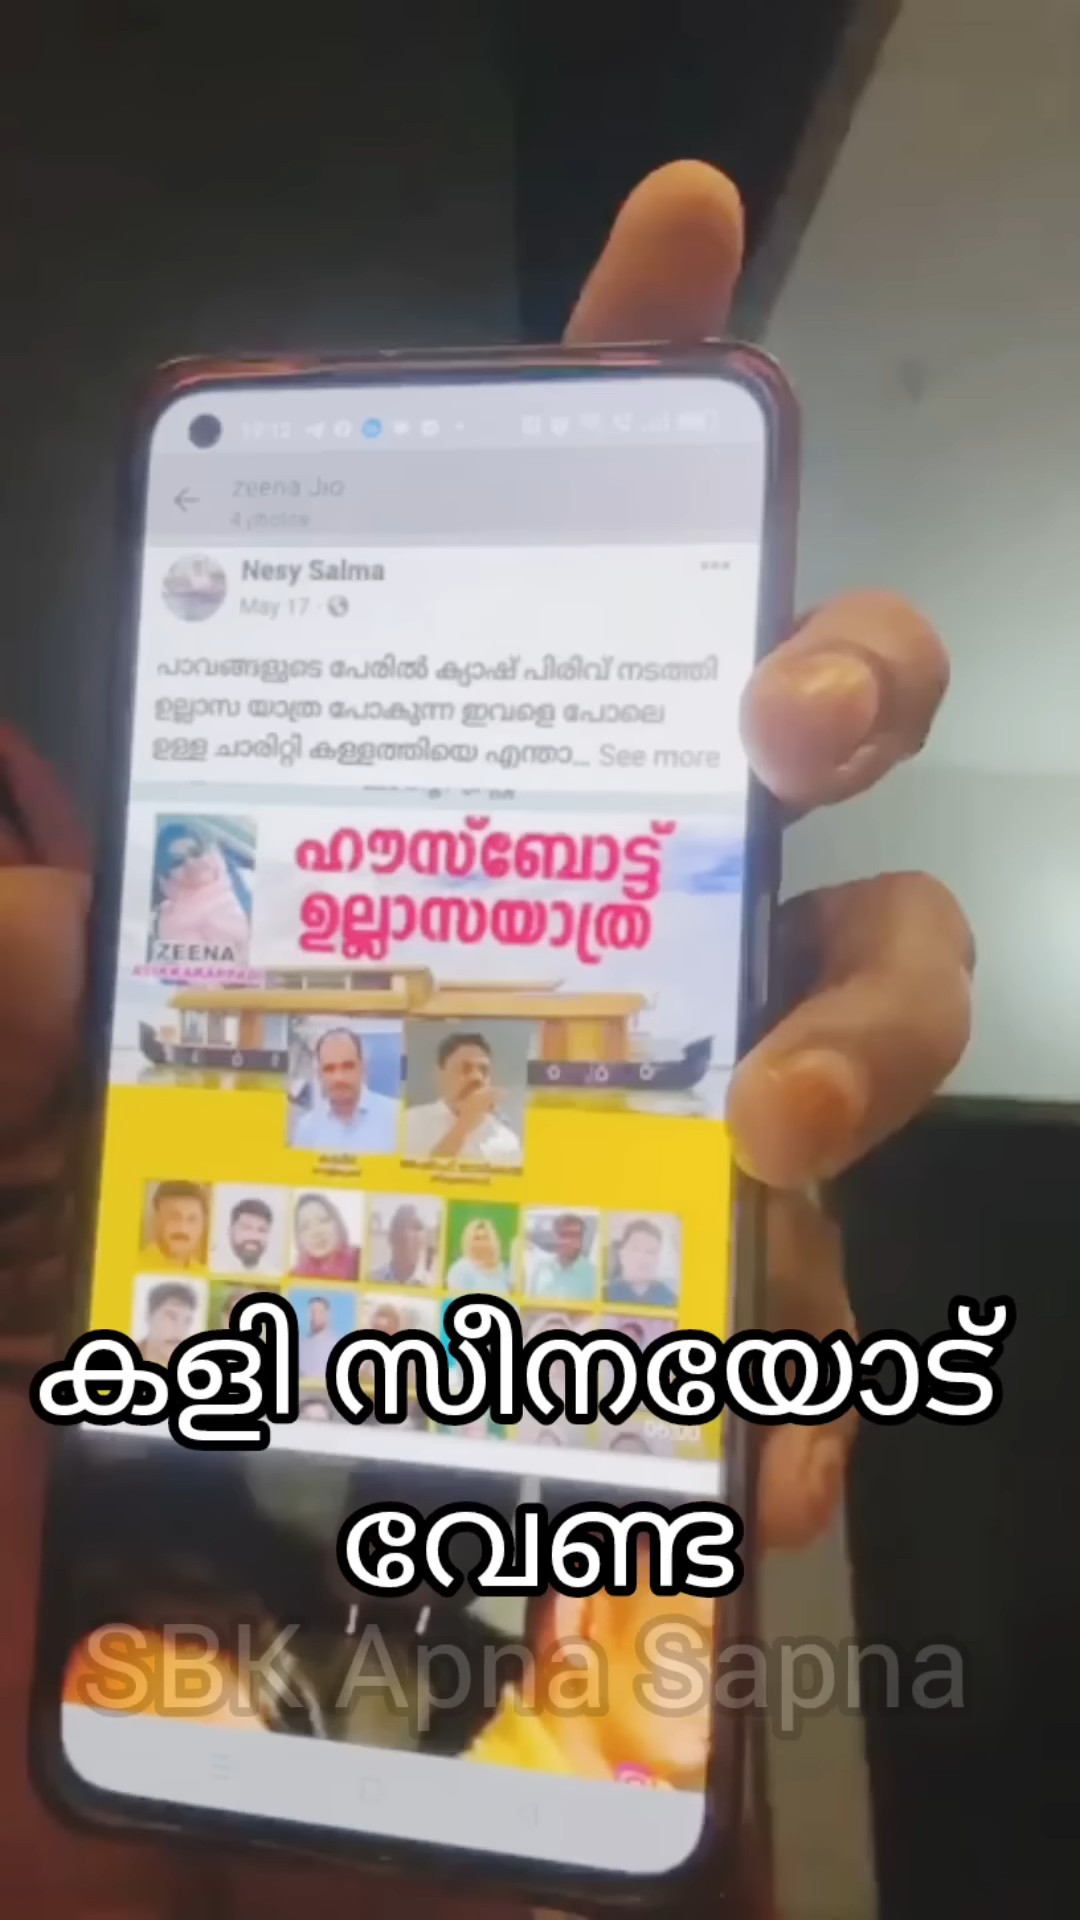 zeena Jio
4 photos
Nesy Salma
May 17
പാവങ്ങളുടെ പേരിൽ ക്യാഷ് പിരിവ് നടത്തി
ഉല്ലാസ യാത്ര പോകുന്ന ഇവളെ പോലെ
ഉള്ള ചാരിറ്റി കള്ളത്തിയെ എന്താ... See more
ഹൗസ്ബോട്ട്
ഉല്ലാസയാത്ര
ZEENA
കളി സീനയോട്
വേണ്ട
SBK Apna Sapna